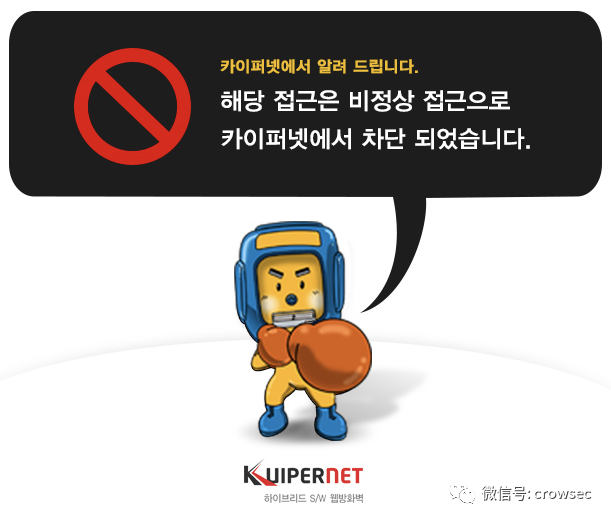 카이퍼넷에서 알려 드립니다.
해당 접근은 비정상 접근으로
카이퍼넷에서 차단 되었습니다.
KUIPERNET
하이브리드 S/W 웹방화벽
微信号: crowsec